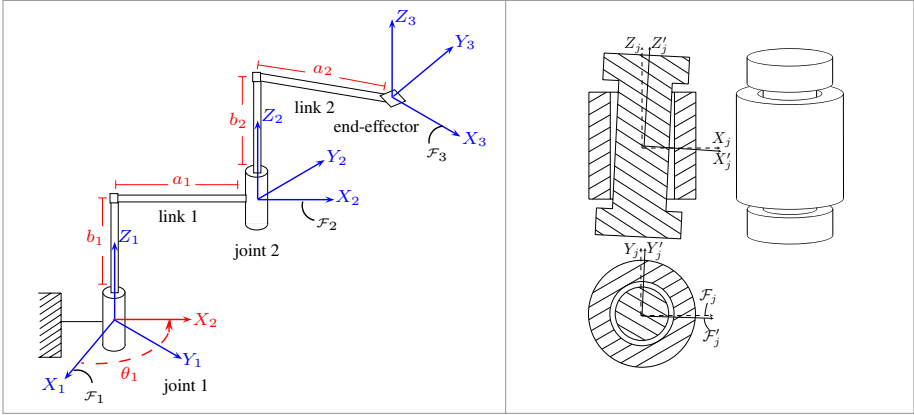 Z₃
Y₃
a₂
link 2
end-effector
X₃
ℱ₃
b₂
Z₂
Y₂
X₂
ℱ₂
a₁
link 1
joint 2
b₁
Z₁
X₂
Y₁
θ₁
X₁
ℱ₁
joint 1
Zⱼ Z′ⱼ
Xⱼ
X′ⱼ
Yⱼ Y′ⱼ
ℱⱼ
ℱ′ⱼ